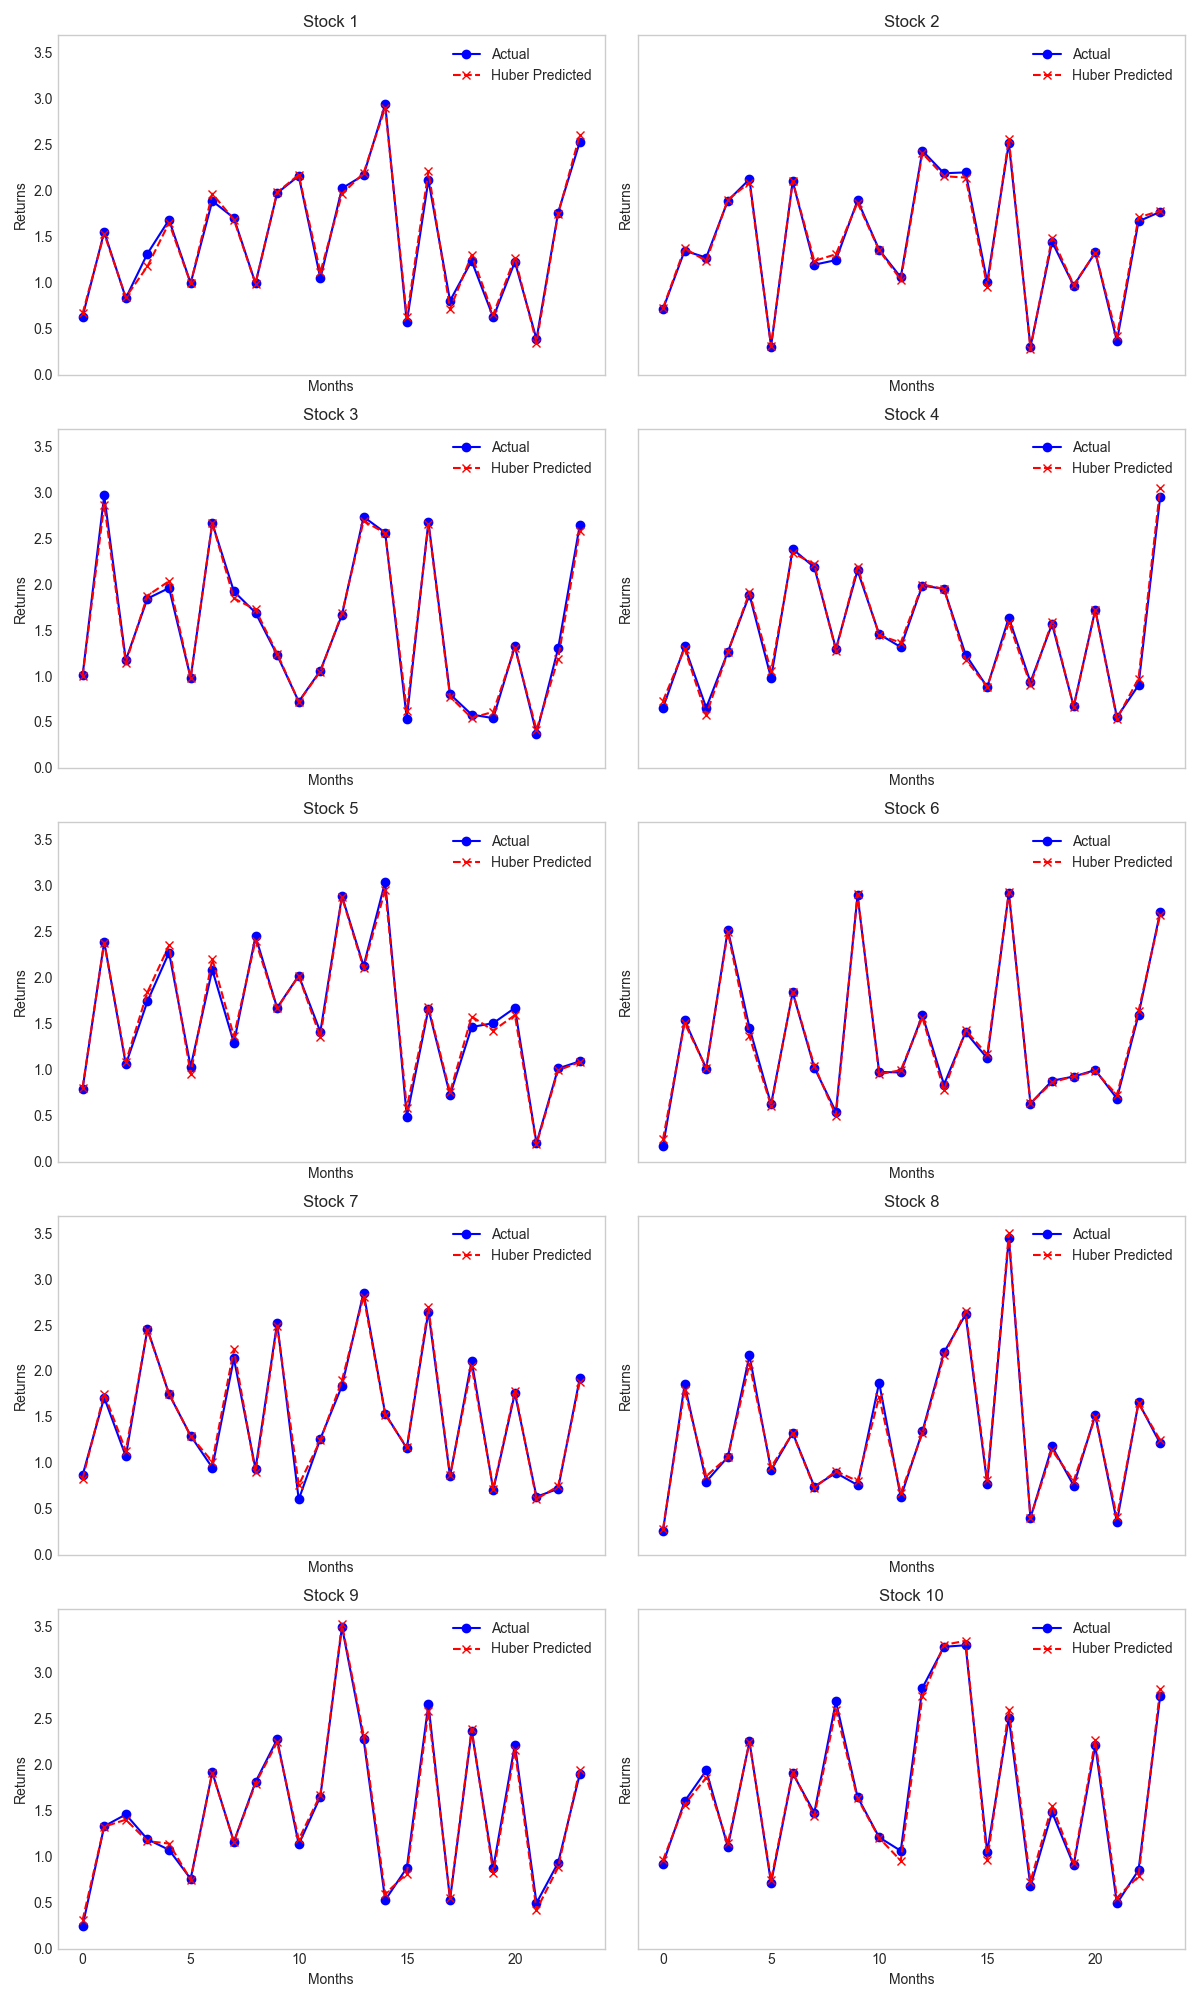 Stock 1
3.5
3.0
2.5
2.0
1.5
1.0
0.5
0.0
Returns
Months
Actual
Huber Predicted
Stock 2
Returns
Months
Actual
Huber Predicted
Stock 3
3.5
3.0
2.5
2.0
1.5
1.0
0.5
0.0
Returns
Months
Actual
Huber Predicted
Stock 4
Returns
Months
Actual
Huber Predicted
Stock 5
3.5
3.0
2.5
2.0
1.5
1.0
0.5
0.0
Returns
Months
Actual
Huber Predicted
Stock 6
Returns
Months
Actual
Huber Predicted
Stock 7
3.5
3.0
2.5
2.0
1.5
1.0
0.5
0.0
Returns
Months
Actual
Huber Predicted
Stock 8
Returns
Months
Actual
Huber Predicted
Stock 9
3.5
3.0
2.5
2.0
1.5
1.0
0.5
0.0
Returns
0 5 10 15 20
Months
Actual
Huber Predicted
Stock 10
Returns
0 5 10 15 20
Months
Actual
Huber Predicted